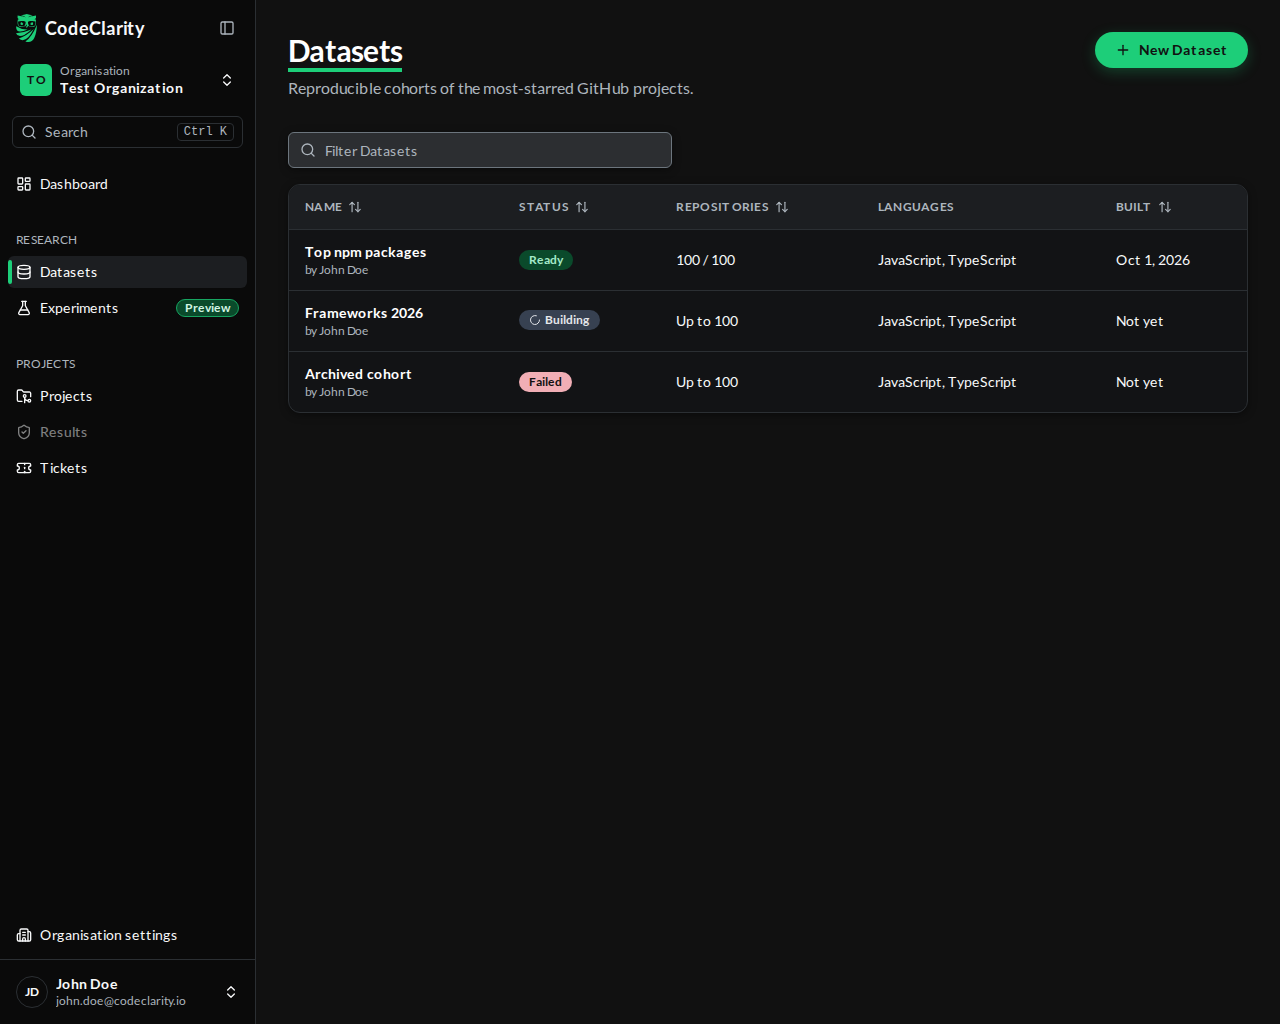 CodeClarity
TO
Organisation
Test Organization
Search
Ctrl K
Dashboard
RESEARCH
Datasets
Experiments
Preview
PROJECTS
Projects
Results
Tickets
Organisation settings
JD
John Doe
john.doe@codeclarity.io
Datasets
New Dataset
Reproducible cohorts of the most-starred GitHub projects.
Filter Datasets
NAME STATUS REPOSITORIES LANGUAGES BUILT
Top npm packages
by John Doe
Ready 100 / 100 JavaScript, TypeScript Oct 1, 2026
Frameworks 2026
by John Doe
Building Up to 100 JavaScript, TypeScript Not yet
Archived cohort
by John Doe
Failed Up to 100 JavaScript, TypeScript Not yet